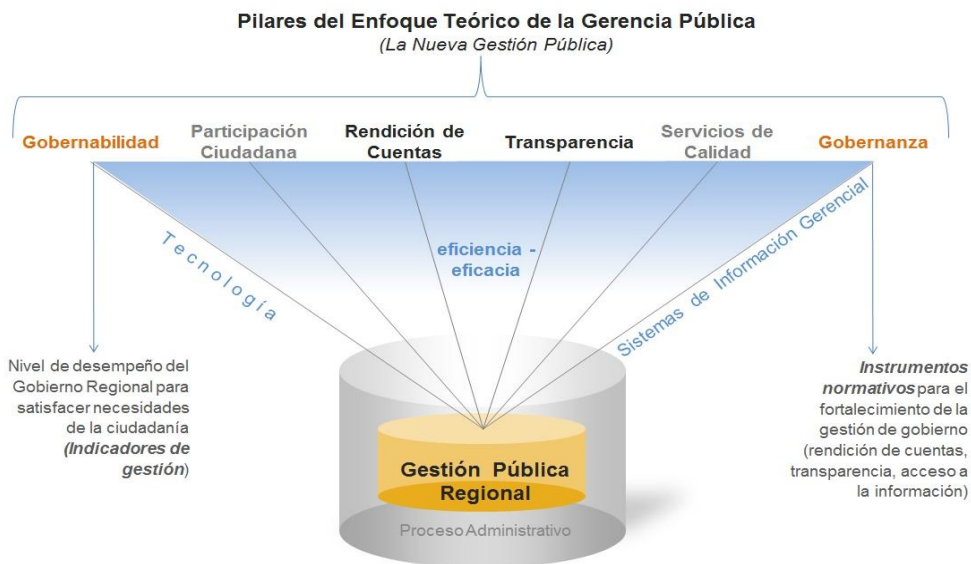 Pilares del Enfoque Teórico de la Gerencia Pública
(La Nueva Gestión Pública)
Gobernabilidad
Participación
Ciudadana
Rendición de
Cuentas
Transparencia
Servicios de
Calidad
Gobernanza
Tecnología
eficiencia -
eficacia
Sistemas de Información Gerencial
Nivel de desempeño del
Gobierno Regional para
satisfacer necesidades
de la ciudadanía
(Indicadores de
gestión)
Instrumentos
normativos para el
fortalecimiento de la
gestión de gobierno
(rendición de cuentas,
transparencia, acceso a
la información)
Gestión Pública
Regional
Proceso Administrativo